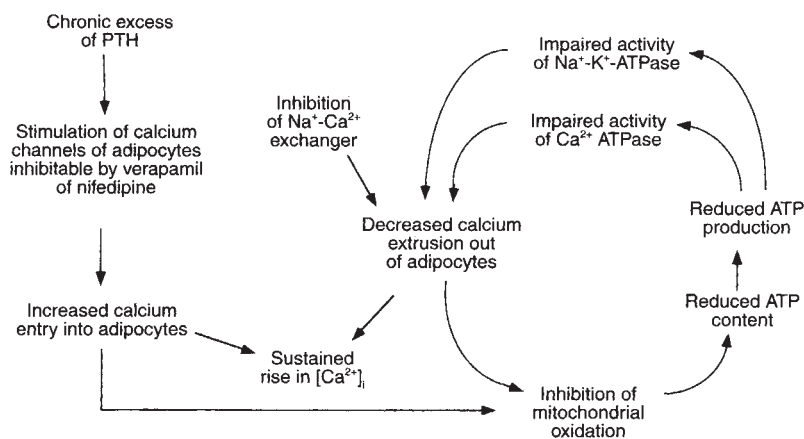 Chronic excess
of PTH
Stimulation of calcium
channels of adipocytes
inhibitable by verapamil
of nifedipine
Increased calcium
entry into adipocytes
Inhibition
of Na⁺-Ca²⁺
exchanger
Decreased calcium
extrusion out
of adipocytes
Sustained
rise in [Ca²⁺]ᵢ
Impaired activity
of Na⁺-K⁺-ATPase
Impaired activity
of Ca²⁺ ATPase
Reduced ATP
production
Reduced ATP
content
Inhibition of
mitochondrial
oxidation